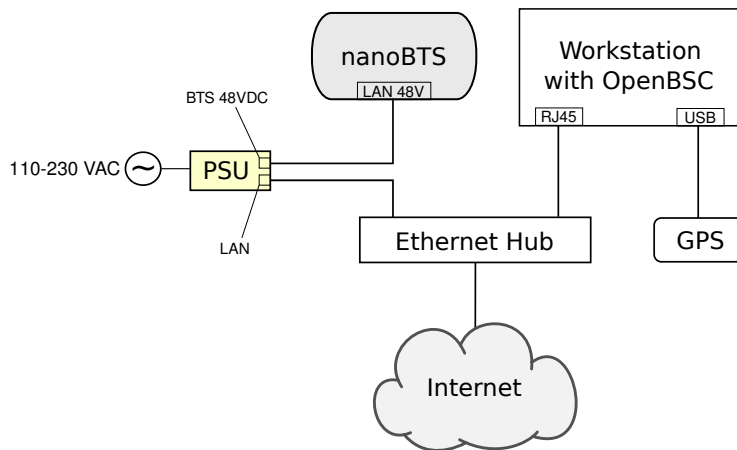 nanoBTS
LAN 48V
Workstation
with OpenBSC
RJ45
USB
BTS 48VDC
110-230 VAC
~
PSU
LAN
Ethernet Hub
GPS
Internet